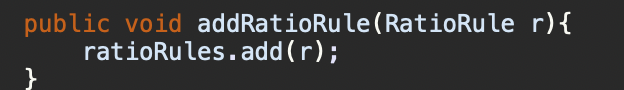 public void addRatioRule(RatioRule r){
    ratioRules.add(r);
}